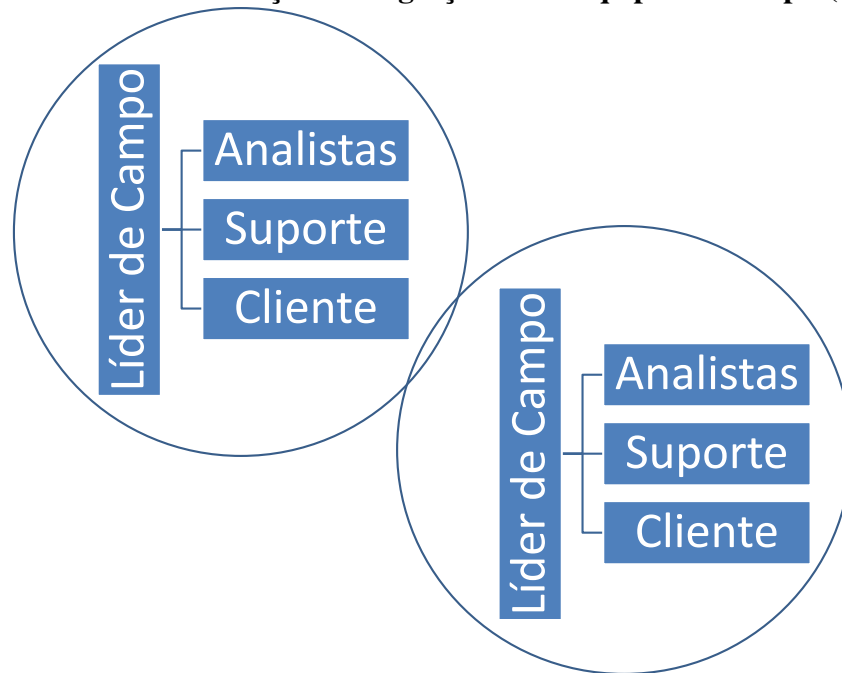 Líder de Campo
Analistas
Suporte
Cliente
Líder de Campo
Analistas
Suporte
Cliente